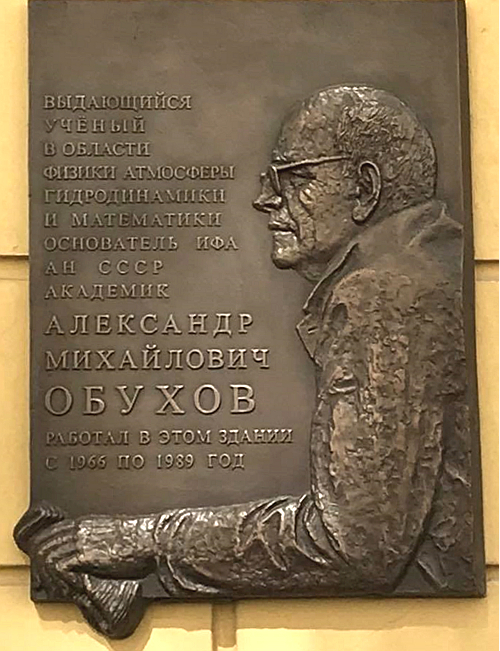 ВЫДАЮЩИЙСЯ
УЧЁНЫЙ
В ОБЛАСТИ
ФИЗИКИ АТМОСФЕРЫ
ГИДРОДИНАМИКИ
И МАТЕМАТИКИ
ОСНОВАТЕЛЬ ИФА
АН СССР
АКАДЕМИК
АЛЕКСАНДР
МИХАЙЛОВИЧ
ОБУХОВ
РАБОТАЛ В ЭТОМ ЗДАНИИ
С 1966 ПО 1989 ГОД